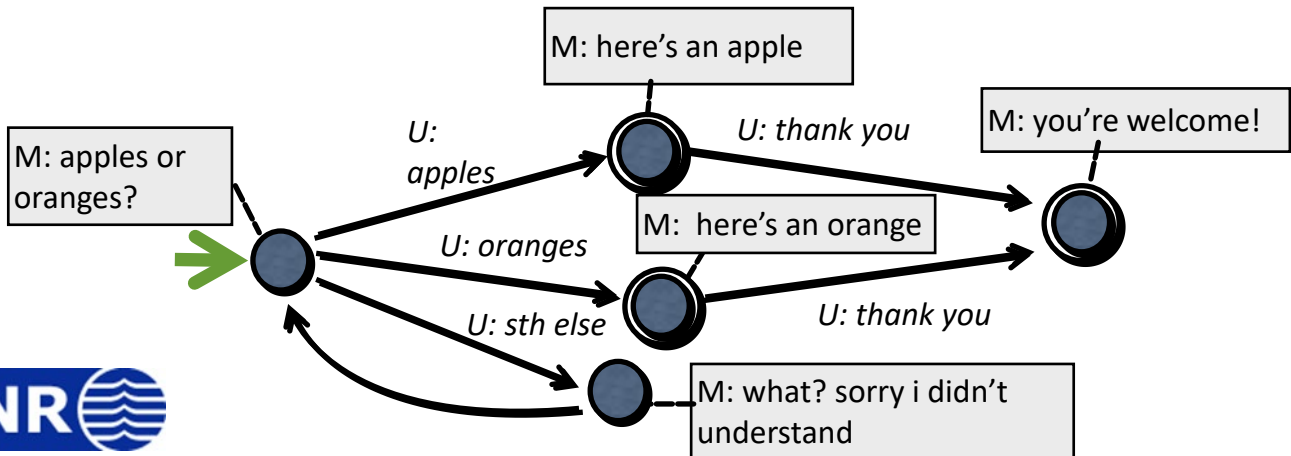 M: here's an apple
U:
apples
U: thank you
M: you're welcome!
M: apples or
oranges?
M:  here's an orange
U: oranges
U: thank you
U: sth else
M: what? sorry i didn't
understand
NR